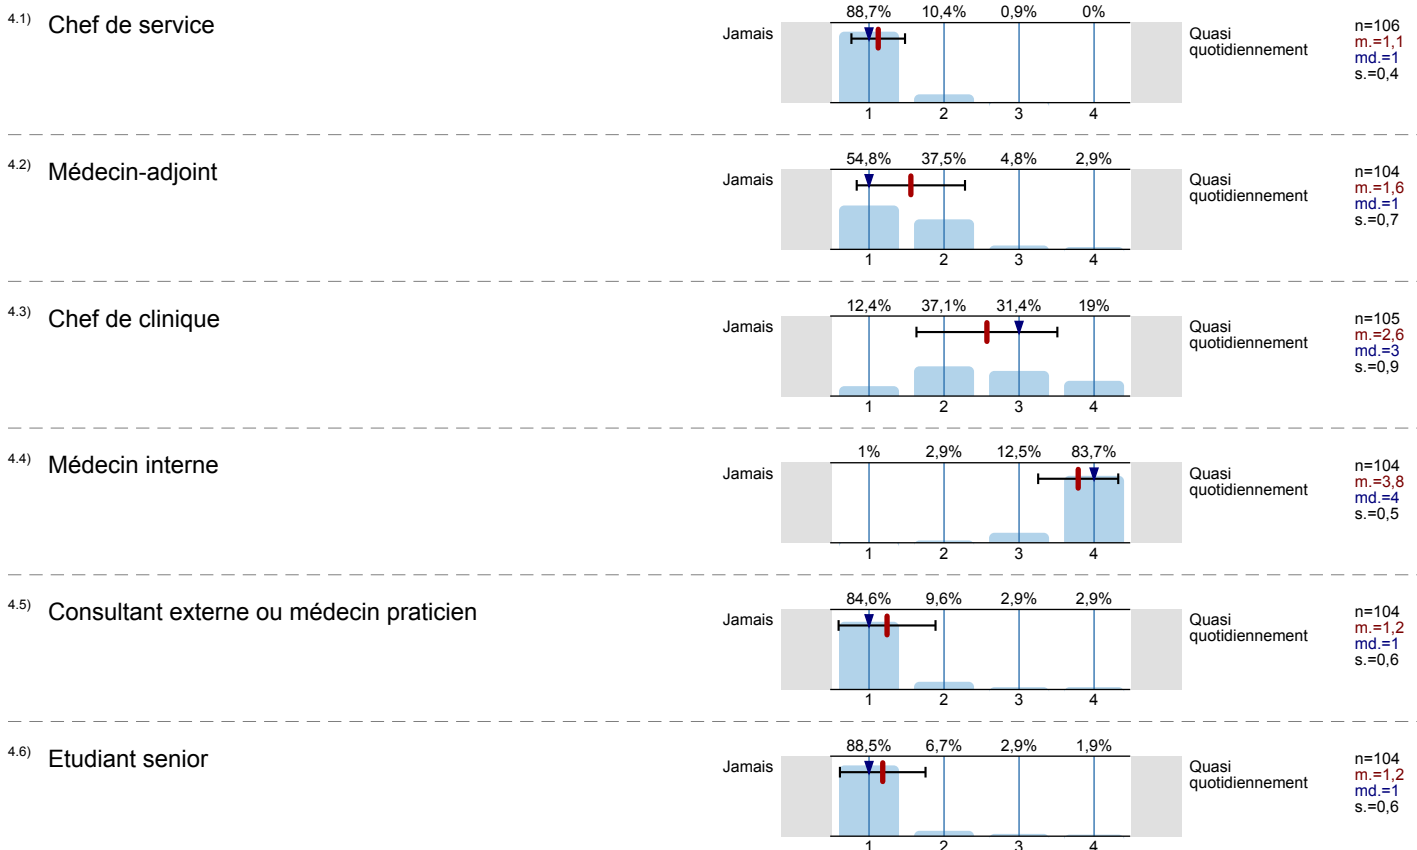 4.1) Chef de service
88,7% 10,4% 0,9% 0%
Jamais
Quasi
quotidiennement
n=106
m.=1,1
md.=1
s.=0,4
1 2 3 4
4.2) Médecin-adjoint
54,8% 37,5% 4,8% 2,9%
Jamais
Quasi
quotidiennement
n=104
m.=1,6
md.=1
s.=0,7
1 2 3 4
4.3) Chef de clinique
12,4% 37,1% 31,4% 19%
Jamais
Quasi
quotidiennement
n=105
m.=2,6
md.=3
s.=0,9
1 2 3 4
4.4) Médecin interne
1% 2,9% 12,5% 83,7%
Jamais
Quasi
quotidiennement
n=104
m.=3,8
md.=4
s.=0,5
1 2 3 4
4.5) Consultant externe ou médecin praticien
84,6% 9,6% 2,9% 2,9%
Jamais
Quasi
quotidiennement
n=104
m.=1,2
md.=1
s.=0,6
1 2 3 4
4.6) Etudiant senior
88,5% 6,7% 2,9% 1,9%
Jamais
Quasi
quotidiennement
n=104
m.=1,2
md.=1
s.=0,6
1 2 3 4